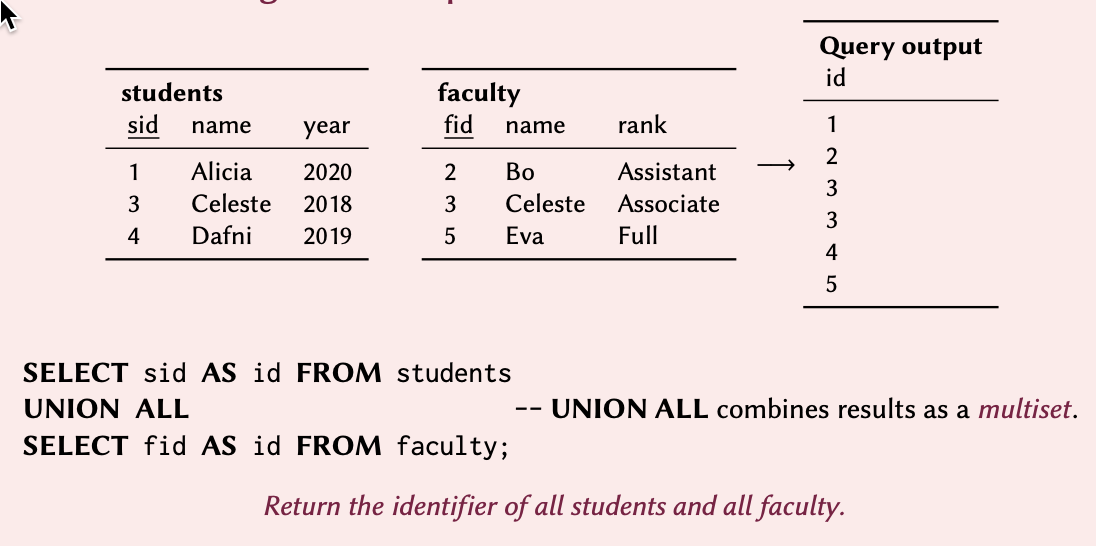 students
sid name year
1 Alicia 2020
3 Celeste 2018
4 Dafni 2019
faculty
fid name rank
2 Bo Assistant
3 Celeste Associate
5 Eva Full
⟶
Query output
id
1
2
3
3
4
5
SELECT sid AS id FROM students
UNION ALL -- UNION ALL combines results as a multiset.
SELECT fid AS id FROM faculty;
Return the identifier of all students and all faculty.